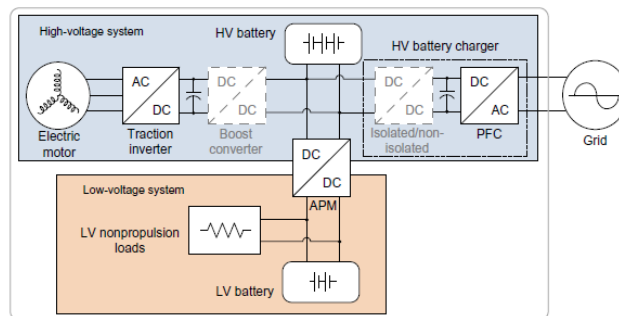 High-voltage system
HV battery
HV battery charger
AC
DC
DC
DC
DC
DC
DC
AC
Electric
motor
Traction
inverter
Boost
converter
Isolated/non-
isolated
PFC
Grid
DC
DC
Low-voltage system
APM
LV nonpropulsion
loads
LV battery